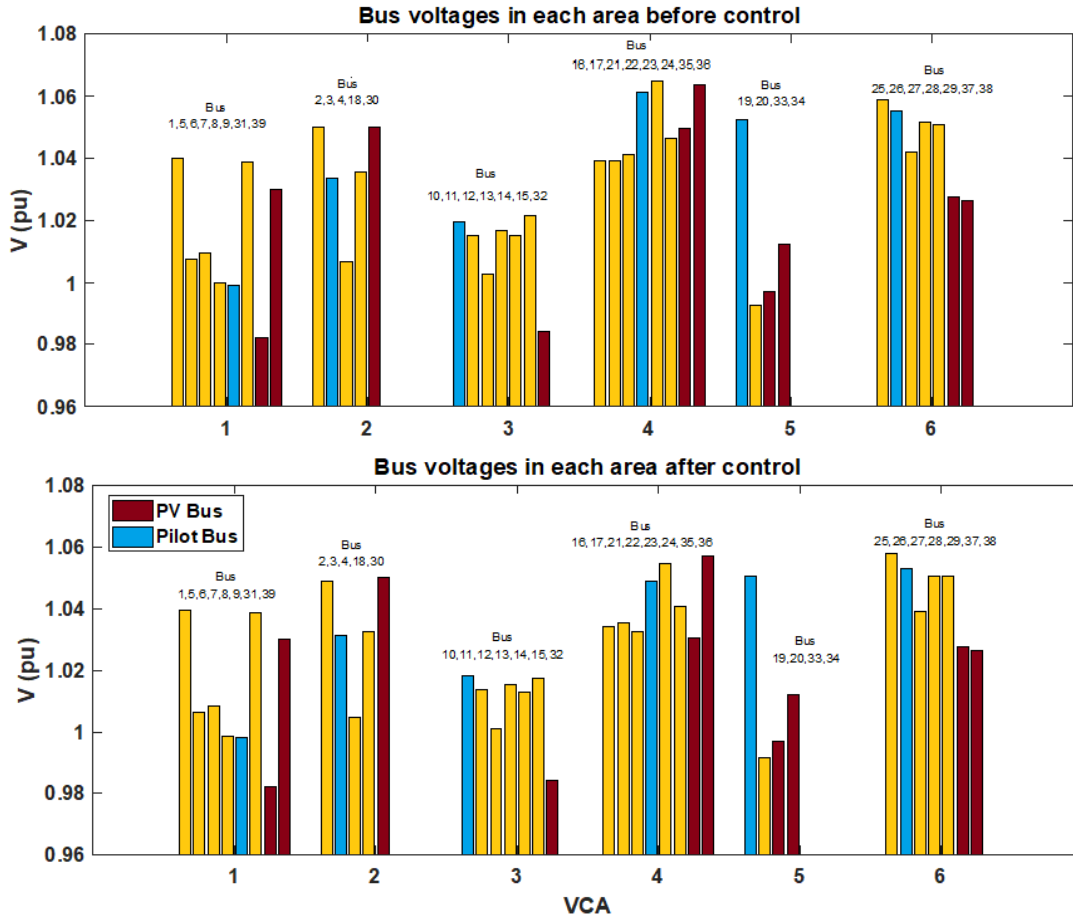 Bus voltages in each area before control
1.08
1.06
1.04
1.02
1
0.98
0.96
V (pu)
Bus
1,5,6,7,8,9,31,39
Bus
2,3,4,18,30
Bus
10,11,12,13,14,15,32
Bus
16,17,21,22,23,24,35,36
Bus
19,20,33,34
Bus
25,26,27,28,29,37,38
1 2 3 4 5 6
Bus voltages in each area after control
1.08
1.06
1.04
1.02
1
0.98
0.96
V (pu)
PV Bus
Pilot Bus
Bus
1,5,6,7,8,9,31,39
Bus
2,3,4,18,30
Bus
10,11,12,13,14,15,32
Bus
16,17,21,22,23,24,35,36
Bus
19,20,33,34
Bus
25,26,27,28,29,37,38
1 2 3 4 5 6
VCA